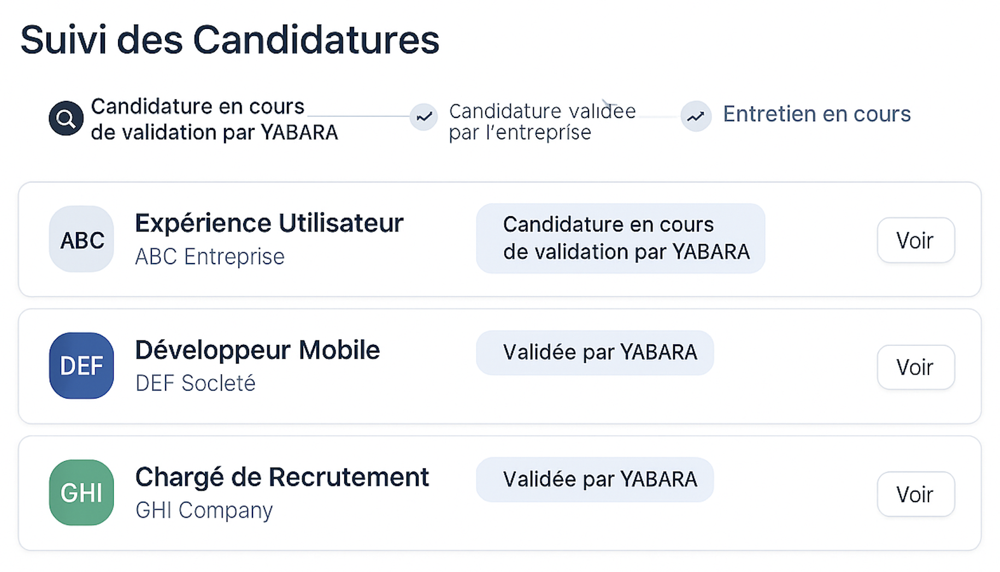 Suivi des Candidatures
Candidature en cours
de validation par YABARA
Candidature validée
par l'entrepríse
Entretien en cours
ABC
Expérience Utilisateur
ABC Entreprise
Candidature en cours
de validation par YABARA
Voir
DEF
Développeur Mobile
DEF Socleté
Validée par YABARA
Voir
GHI
Chargé de Recrutement
GHI Company
Validée par YABARA
Voir